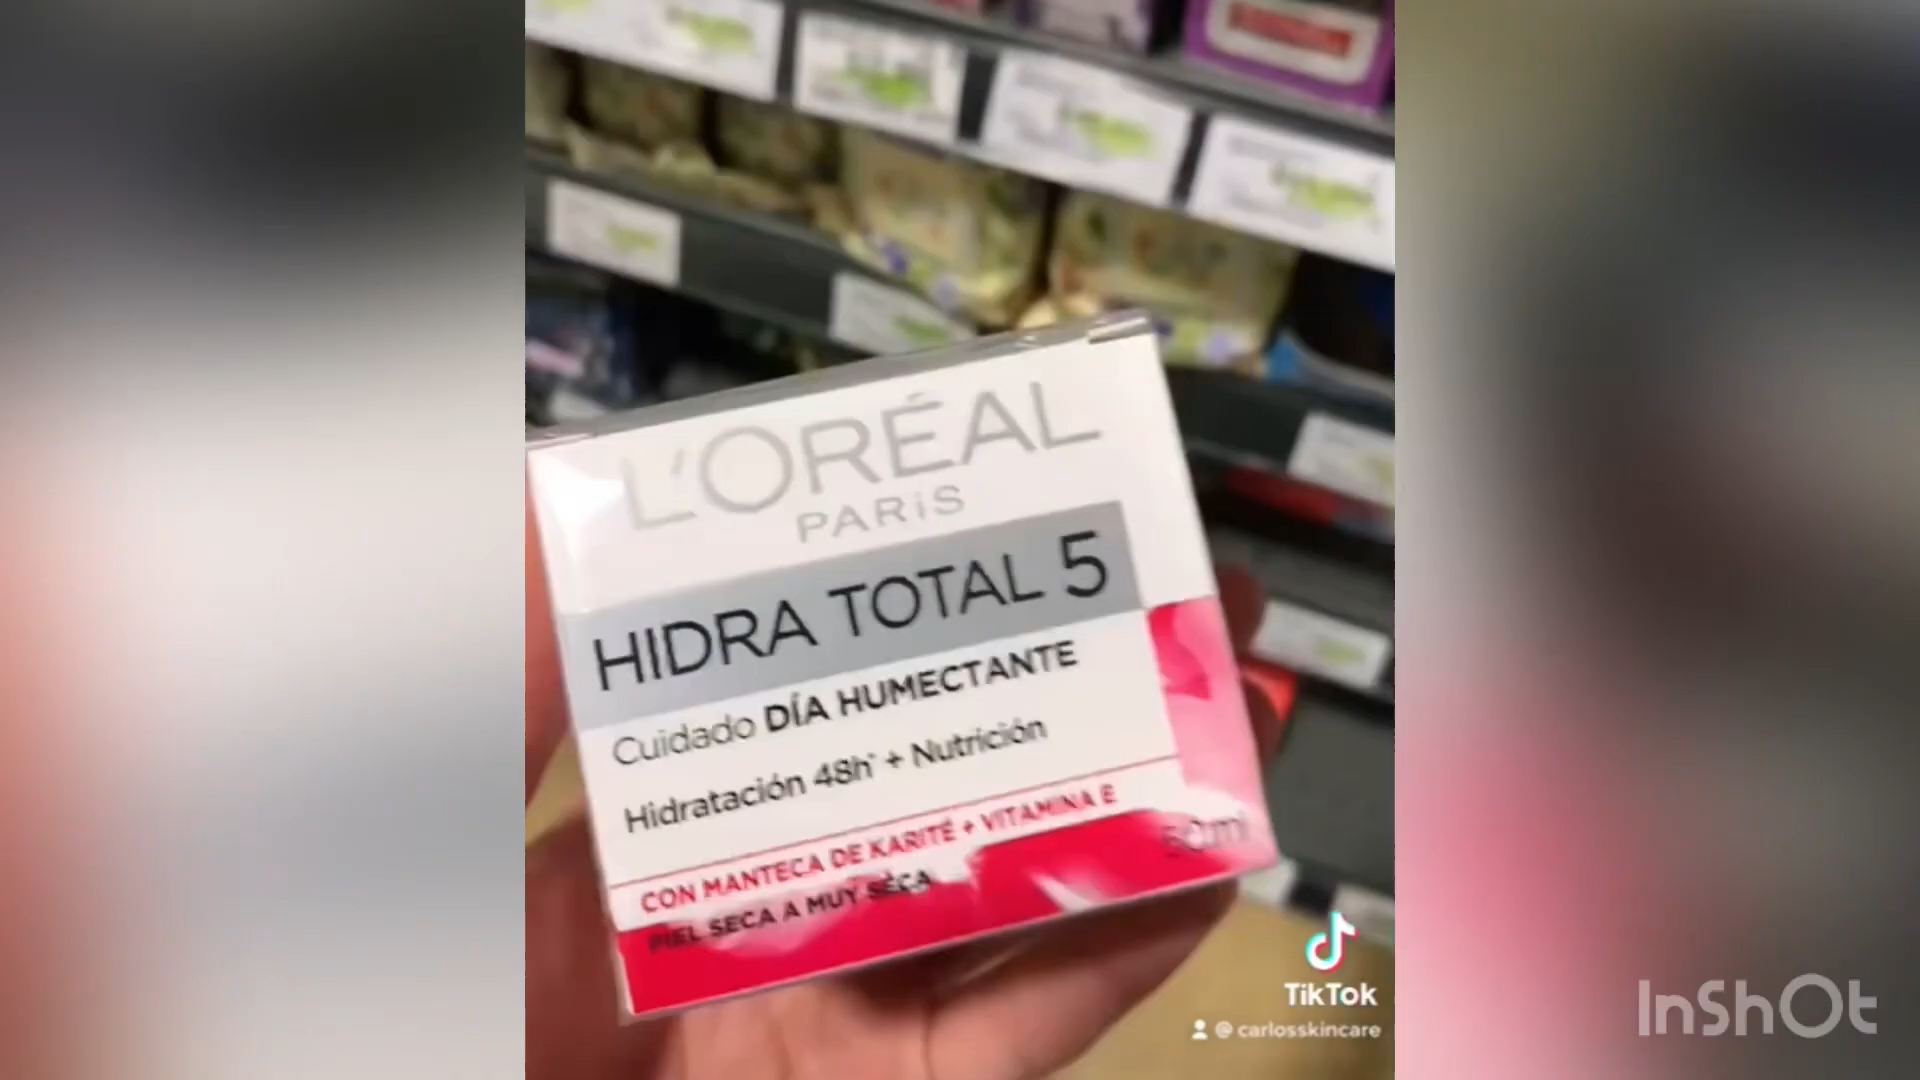 L'ORÉAL
PARiS
HIDRA TOTAL 5
Cuidado DÍA HUMECTANTE
Hidratación 48h* + Nutrición
CON MANTECA DE KARITÉ + VITAMINA E
PIEL SECA A MUY SECA
50ml
TikTok
@carlosskincare
InShOt